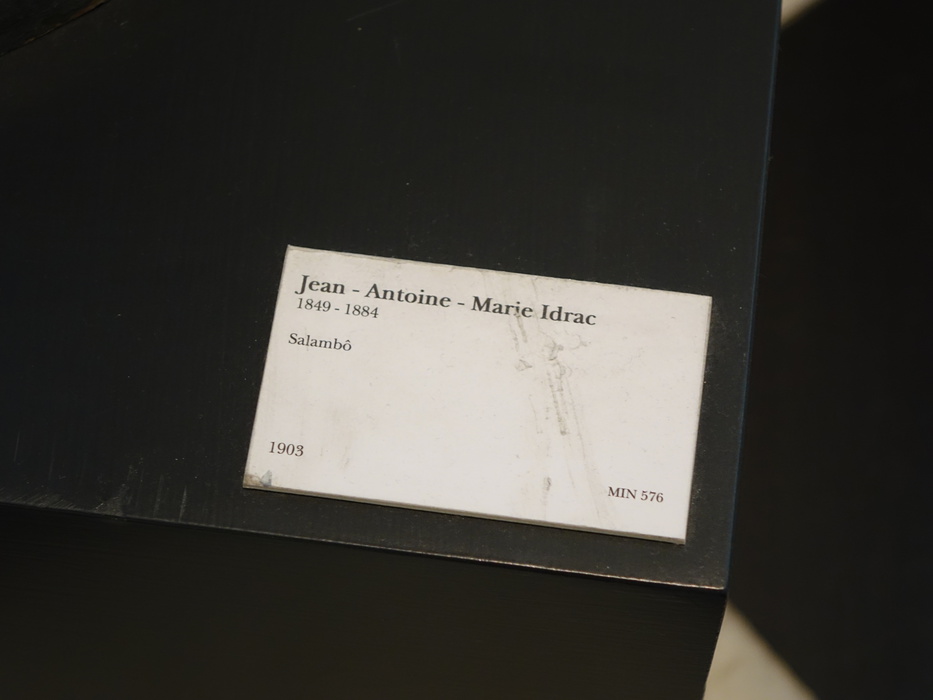 Jean - Antoine - Marie Idrac
1849 - 1884
Salambô
1903
MIN 576